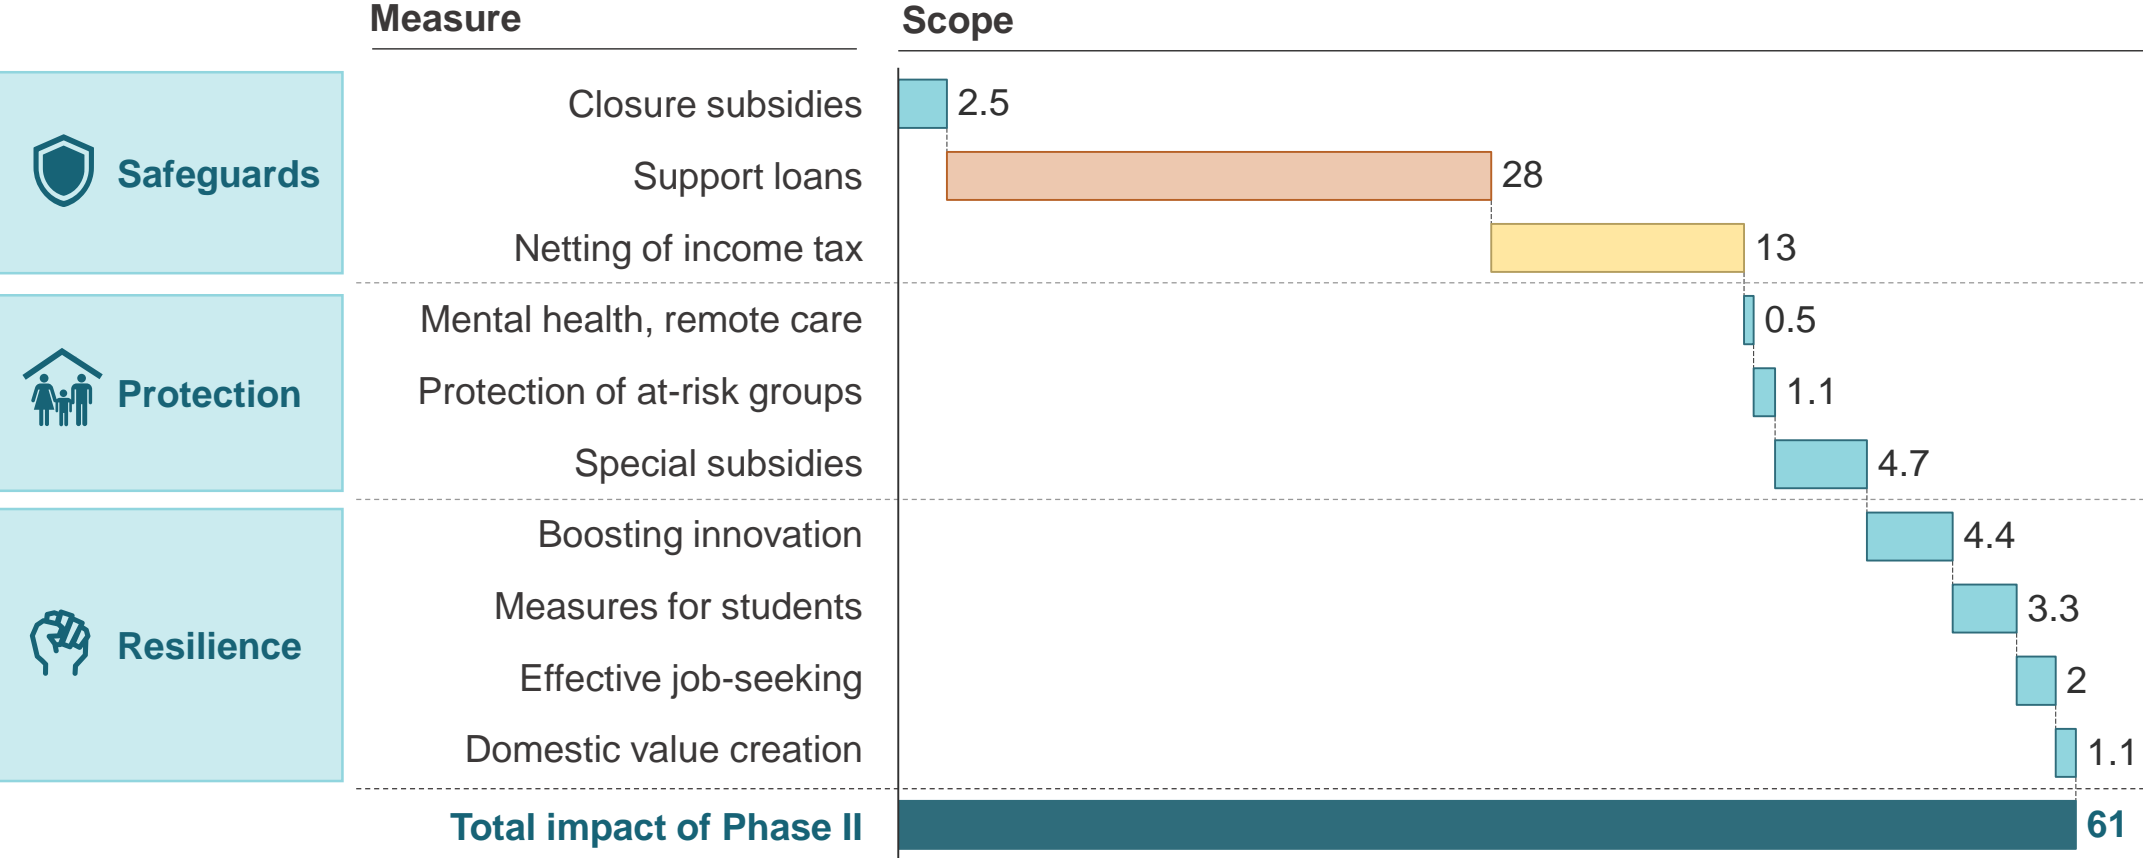 Measure
Scope
Safeguards
Closure subsidies 2.5
Support loans 28
Netting of income tax 13
Protection
Mental health, remote care 0.5
Protection of at-risk groups 1.1
Special subsidies 4.7
Resilience
Boosting innovation 4.4
Measures for students 3.3
Effective job-seeking 2
Domestic value creation 1.1
Total impact of Phase II 61